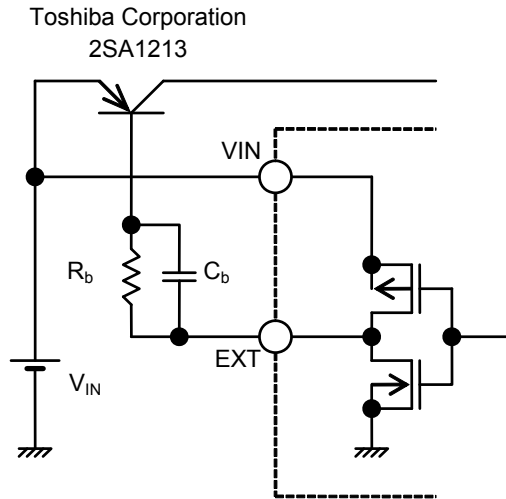 Toshiba Corporation
2SA1213
VIN
R_b
C_b
EXT
V_IN